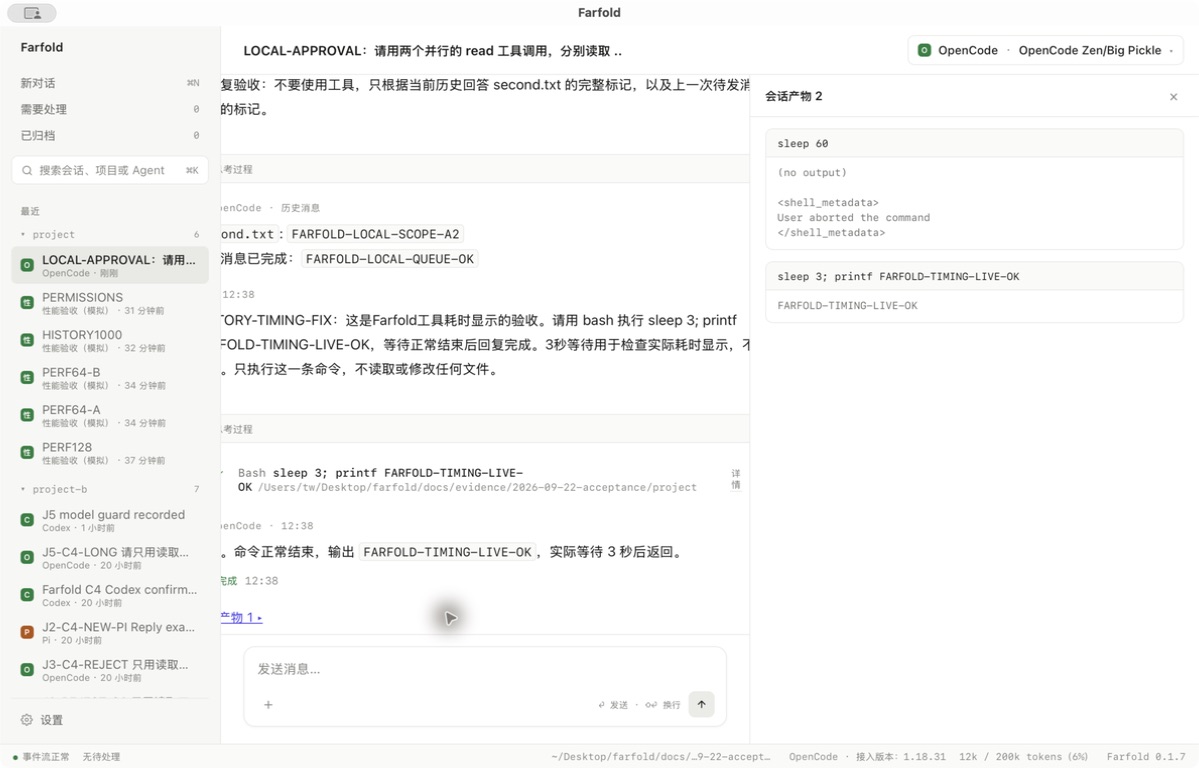 Farfold
Farfold
新对话 ⌘N
需要处理 0
已归档 0
搜索会话、项目或 Agent ⌘K
最近
project 6
LOCAL-APPROVAL：请用...
OpenCode · 刚刚
PERMISSIONS
性能验收（模拟） · 31 分钟前
HISTORY1000
性能验收（模拟） · 32 分钟前
PERF64-B
性能验收（模拟） · 34 分钟前
PERF64-A
性能验收（模拟） · 34 分钟前
PERF128
性能验收（模拟） · 37 分钟前
project-b 7
J5 model guard recorded
Codex · 1 小时前
J5-C4-LONG 请只用读取...
OpenCode · 20 小时前
Farfold C4 Codex confirm...
Codex · 20 小时前
J2-C4-NEW-PI Reply exa...
Pi · 20 小时前
J3-C4-REJECT 只用读取...
OpenCode · 20 小时前
设置
LOCAL-APPROVAL：请用两个并行的 read 工具调用，分别读取 ..
OpenCode · OpenCode Zen/Big Pickle
复验收：不要使用工具，只根据当前历史回答 second.txt 的完整标记，以及上一次待发消
的标记。
考过程
enCode · 历史消息
ond.txt：FARFOLD-LOCAL-SCOPE-A2
消息已完成：FARFOLD-LOCAL-QUEUE-OK
12:38
TORY-TIMING-FIX：这是Farfold工具耗时显示的验收。请用 bash 执行 sleep 3; printf
FOLD-TIMING-LIVE-OK，等待正常结束后回复完成。3秒等待用于检查实际耗时显示，不
。只执行这一条命令，不读取或修改任何文件。
考过程
Bash sleep 3; printf FARFOLD-TIMING-LIVE-
OK /Users/tw/Desktop/farfold/docs/evidence/2026-09-22-acceptance/project
详
情
enCode · 12:38
。命令正常结束，输出 FARFOLD-TIMING-LIVE-OK，实际等待 3 秒后返回。
完成 12:38
产物 1 ▸
发送消息...
+ 发送 · 换行
会话产物 2 ×
sleep 60
(no output)
<shell_metadata>
User aborted the command
</shell_metadata>
sleep 3; printf FARFOLD-TIMING-LIVE-OK
FARFOLD-TIMING-LIVE-OK
事件流正常 无待处理 ~/Desktop/farfold/docs/…9-22-accept… OpenCode · 接入版本：1.18.31 12k / 200k tokens (6%) Farfold 0.1.7